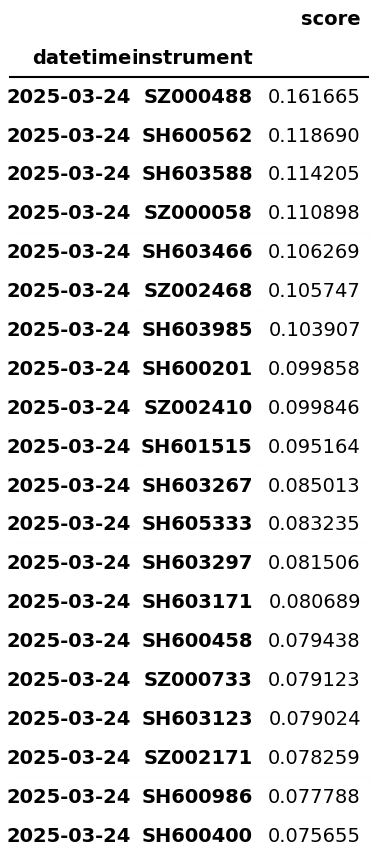 score
datetime instrument
2025-03-24 SZ000488 0.161665
2025-03-24 SH600562 0.118690
2025-03-24 SH603588 0.114205
2025-03-24 SZ000058 0.110898
2025-03-24 SH603466 0.106269
2025-03-24 SZ002468 0.105747
2025-03-24 SH603985 0.103907
2025-03-24 SH600201 0.099858
2025-03-24 SZ002410 0.099846
2025-03-24 SH601515 0.095164
2025-03-24 SH603267 0.085013
2025-03-24 SH605333 0.083235
2025-03-24 SH603297 0.081506
2025-03-24 SH603171 0.080689
2025-03-24 SH600458 0.079438
2025-03-24 SZ000733 0.079123
2025-03-24 SH603123 0.079024
2025-03-24 SZ002171 0.078259
2025-03-24 SH600986 0.077788
2025-03-24 SH600400 0.075655